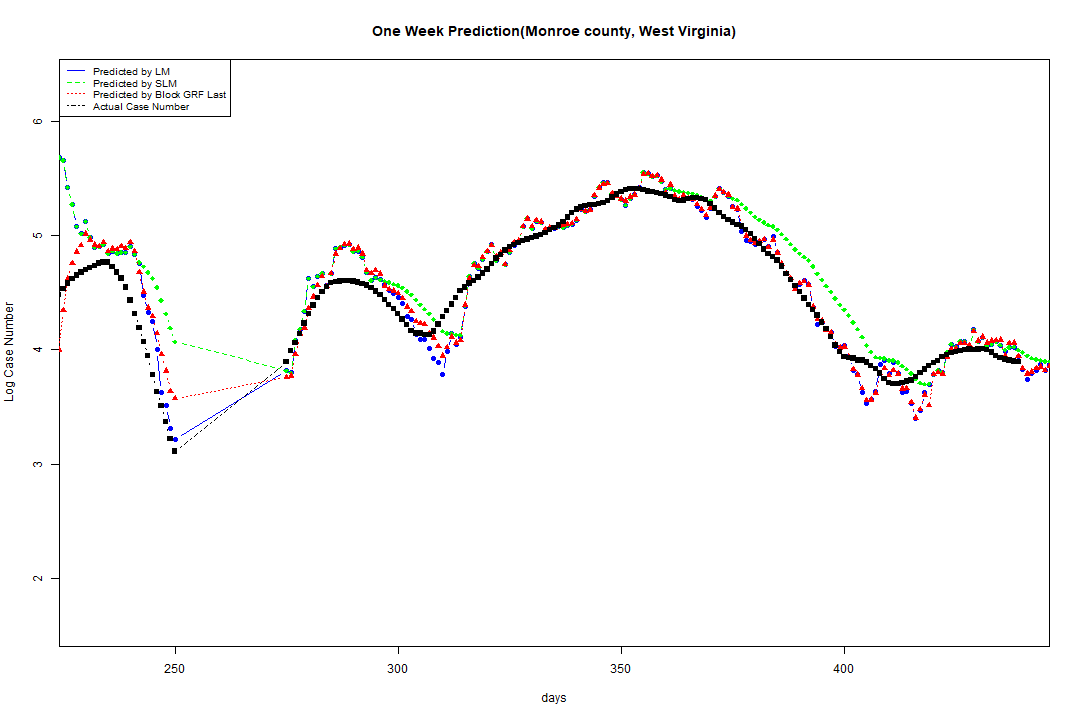 One Week Prediction(Monroe county, West Virginia)
Predicted by LM
Predicted by SLM
Predicted by Block GRF Last
Actual Case Number
6
5
4
3
2
Log Case Number
250
300
350
400
days